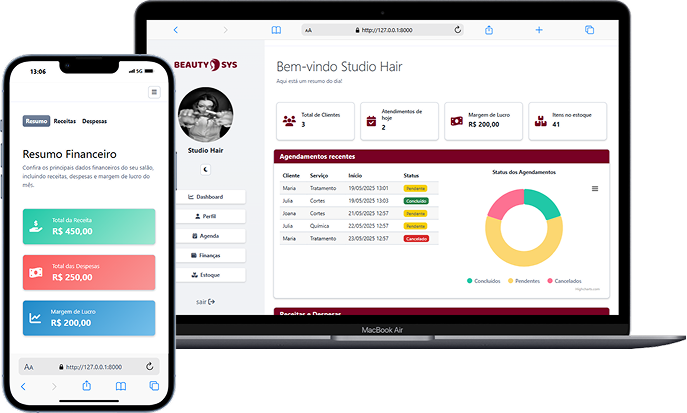 13:06
5G
Resumo Receitas Despesas
Resumo Financeiro
Confira os principais dados financeiros do seu salão,
incluindo receitas, despesas e margem de lucro do
mês.
Total da Receita
R$ 450,00
Total das Despesas
R$ 250,00
Margem de Lucro
R$ 200,00
AA http://127.0.0.1:8000
AA http://127.0.0.1:8000
BEAUTY SYS
Studio Hair
Dashboard
Perfil
Agenda
Finanças
Estoque
sair
Bem-vindo Studio Hair
Aqui está um resumo do dia!
Total de Clientes
3
Atendimentos de
hoje
2
Margem de Lucro
R$ 200,00
Itens no estoque
41
Agendamentos recentes
Cliente Serviço Início Status
Maria Tratamento 19/05/2025 13:01 Pendente
Julia Cortes 19/05/2025 13:03 Concluído
Joana Cortes 21/05/2025 12:57 Pendente
Julia Química 22/05/2025 12:57 Pendente
Maria Tratamento 23/05/2025 12:57 Cancelado
Status dos Agendamentos
Concluídos Pendentes Cancelados
Highcharts.com
Receitas e Despesas
MacBook Air